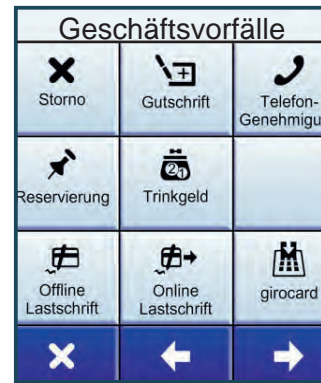 Geschäftsvorfälle
Storno
Gutschrift
Telefon-
Genehmigu
Reservierung
Trinkgeld
Offline
Lastschrift
Online
Lastschrift
girocard